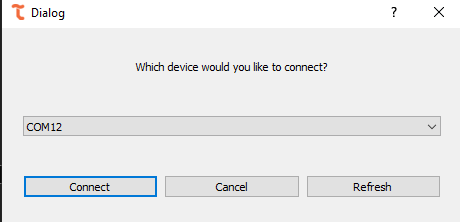 Dialog
Which device would you like to connect?
COM12
Connect Cancel Refresh